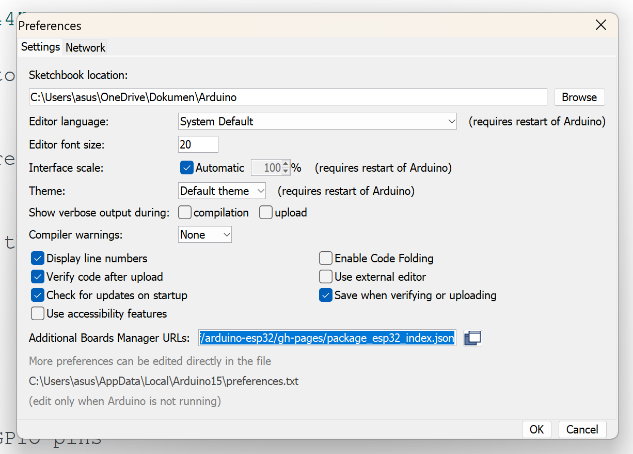 Preferences
Settings Network
Sketchbook location:
C:\Users\asus\OneDrive\Dokumen\Arduino Browse
Editor language: System Default (requires restart of Arduino)
Editor font size: 20
Interface scale: Automatic 100 % (requires restart of Arduino)
Theme: Default theme (requires restart of Arduino)
Show verbose output during: compilation upload
Compiler warnings: None
Display line numbers Enable Code Folding
Verify code after upload Use external editor
Check for updates on startup Save when verifying or uploading
Use accessibility features
Additional Boards Manager URLs: /arduino-esp32/gh-pages/package_esp32_index.json
More preferences can be edited directly in the file
C:\Users\asus\AppData\Local\Arduino15\preferences.txt
(edit only when Arduino is not running)
OK Cancel
pins